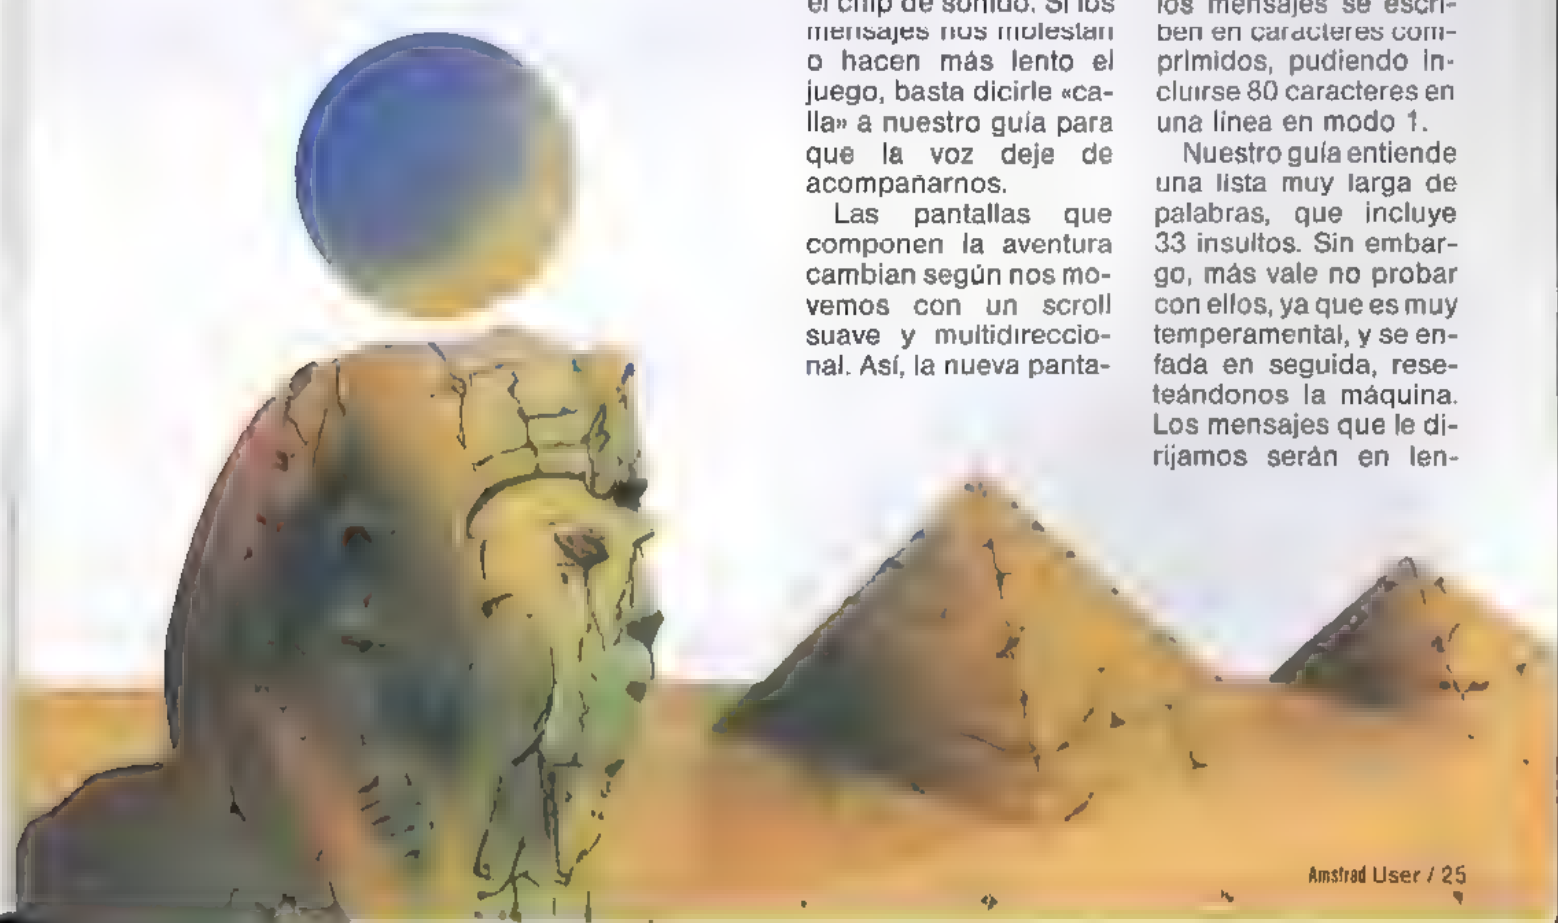 el chip de sonido. Si los
mensajes nos molestan
o hacen más lento el
juego, basta dicirle «ca-
lla» a nuestro guía para
que la voz deje de
acompañarnos.
Las pantallas que
componen la aventura
cambian según nos mo-
vemos con un scroll
suave y multidireccio-
nal. Así, la nueva panta-
los mensajes se escri-
ben en caracteres com-
primidos, pudiendo in-
cluirse 80 caracteres en
una línea en modo 1.
Nuestro guía entiende
una lista muy larga de
palabras, que incluye
33 insultos. Sin embar-
go, más vale no probar
con ellos, ya que es muy
temperamental, y se en-
fada en seguida, rese-
teándonos la máquina.
Los mensajes que le di-
rijamos serán en len-
Amstrad User / 25